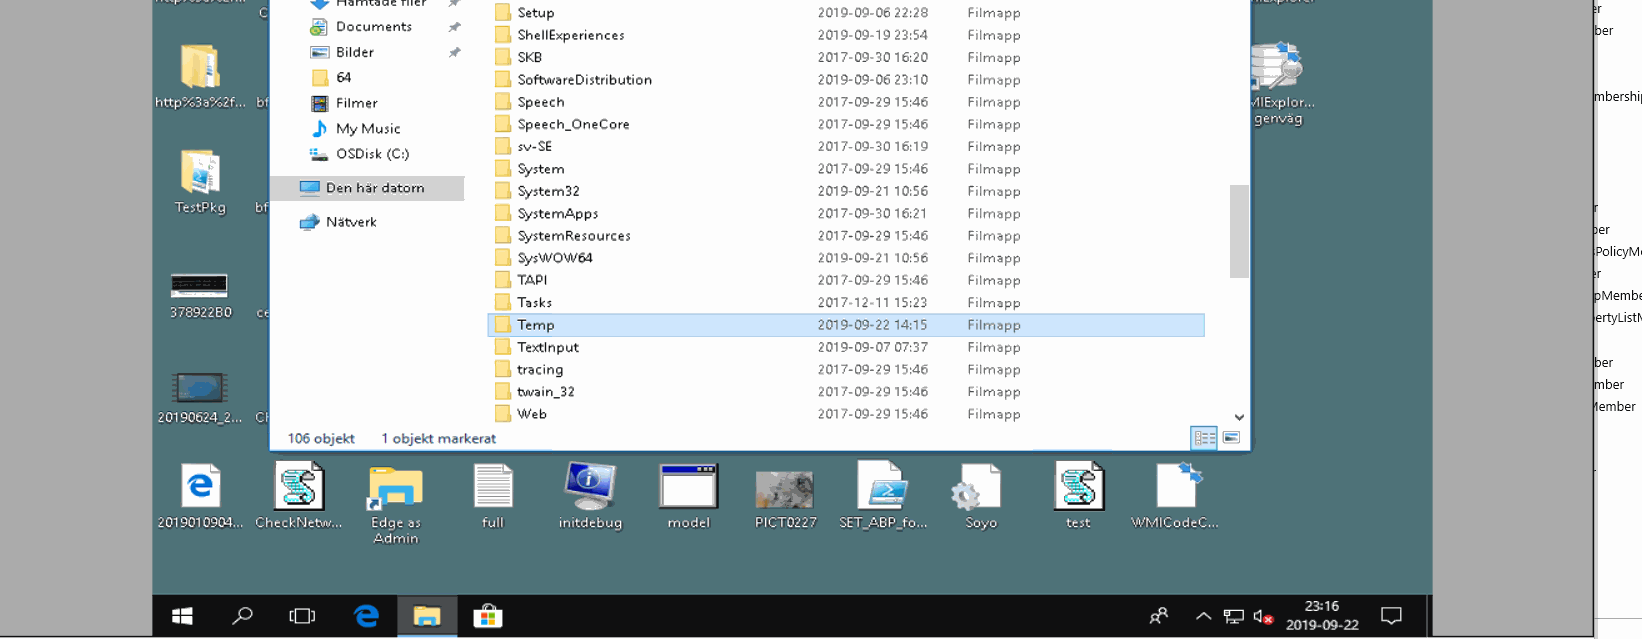 Hämtade filer
Documents
Bilder
64
Filmer
My Music
OSDisk (C:)
Den här datorn
Nätverk
Setup 2019-09-06 22:28 Filmapp
ShellExperiences 2019-09-19 23:54 Filmapp
SKB 2017-09-30 16:20 Filmapp
SoftwareDistribution 2019-09-06 23:10 Filmapp
Speech 2017-09-29 15:46 Filmapp
Speech_OneCore 2017-09-29 15:46 Filmapp
sv-SE 2017-09-30 16:19 Filmapp
System 2017-09-29 15:46 Filmapp
System32 2019-09-21 10:56 Filmapp
SystemApps 2017-09-30 16:21 Filmapp
SystemResources 2017-09-29 15:46 Filmapp
SysWOW64 2019-09-21 10:56 Filmapp
TAPI 2017-09-29 15:46 Filmapp
Tasks 2017-12-11 15:23 Filmapp
Temp 2019-09-22 14:15 Filmapp
TextInput 2019-09-07 07:37 Filmapp
tracing 2017-09-29 15:46 Filmapp
twain_32 2017-09-29 15:46 Filmapp
Web 2017-09-29 15:46 Filmapp
106 objekt 1 objekt markerat
http%3a%2f... bf
TestPkg bf
378922B0 ce
20190624_2... Ch
MIExplor...
genväg
2019010904...
CheckNetw...
Edge as
Admin
full
initdebug
model
PICT0227
SET_ABP_fo...
Soyo
test
WMICodeC...
23:16
2019-09-22
er
ber
mbership
r
ber
sPolicyMe
er
pMembe
ertyListM
ber
mber
Member